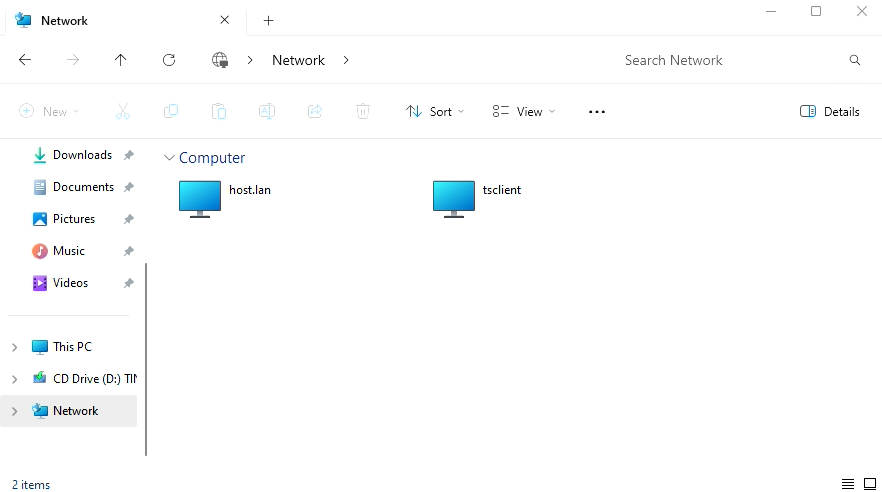 Network
Network
Search Network
New
Sort
View
Details
Downloads
Documents
Pictures
Music
Videos
This PC
CD Drive (D:) TIN
Network
Computer
host.lan
tsclient
2 items